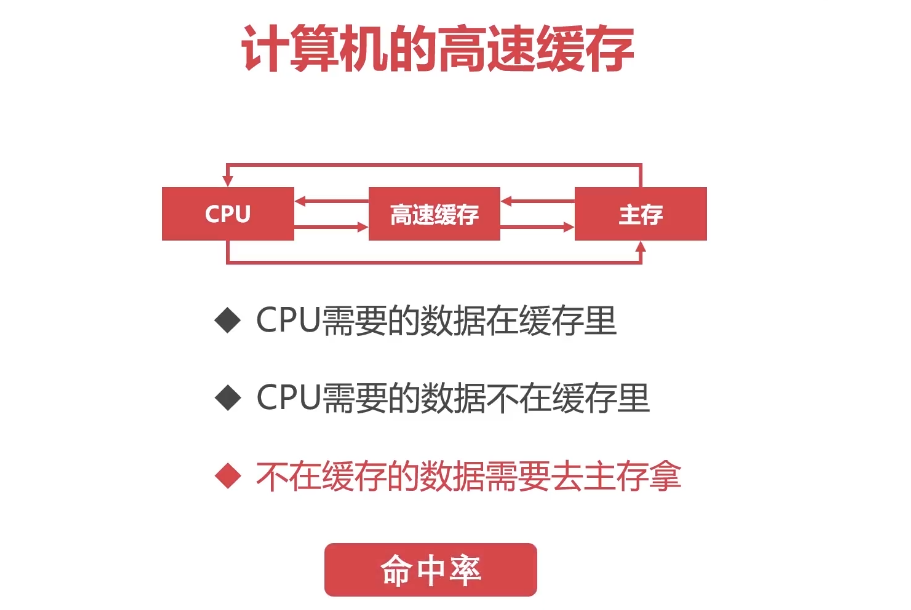 计算机的高速缓存
CPU
高速缓存
主存
CPU需要的数据在缓存里
CPU需要的数据不在缓存里
不在缓存的数据需要去主存拿
命中率